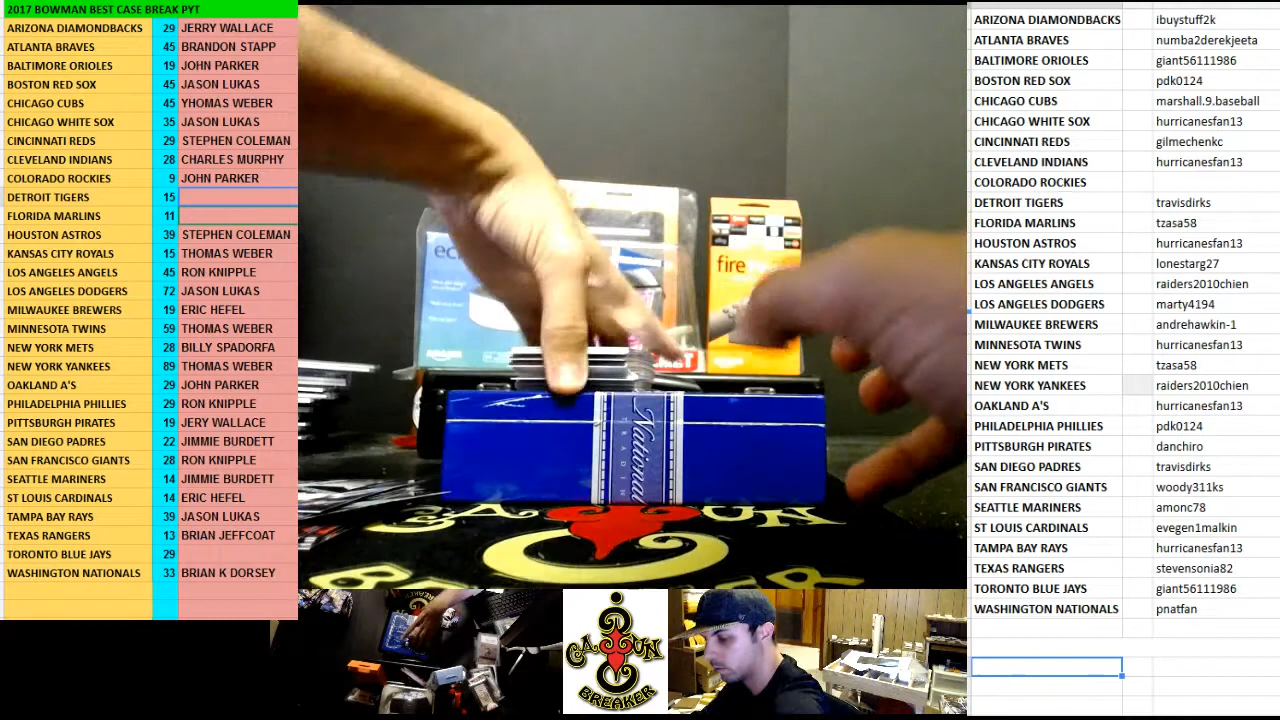 2017 BOWMAN BEST CASE BREAK PYT
ARIZONA DIAMONDBACKS 29 JERRY WALLACE
ATLANTA BRAVES 45 BRANDON STAPP
BALTIMORE ORIOLES 19 JOHN PARKER
BOSTON RED SOX 45 JASON LUKAS
CHICAGO CUBS 45 YHOMAS WEBER
CHICAGO WHITE SOX 35 JASON LUKAS
CINCINNATI REDS 29 STEPHEN COLEMAN
CLEVELAND INDIANS 28 CHARLES MURPHY
COLORADO ROCKIES 9 JOHN PARKER
DETROIT TIGERS 15
FLORIDA MARLINS 11
HOUSTON ASTROS 39 STEPHEN COLEMAN
KANSAS CITY ROYALS 15 THOMAS WEBER
LOS ANGELES ANGELS 45 RON KNIPPLE
LOS ANGELES DODGERS 72 JASON LUKAS
MILWAUKEE BREWERS 19 ERIC HEFEL
MINNESOTA TWINS 59 THOMAS WEBER
NEW YORK METS 28 BILLY SPADORFA
NEW YORK YANKEES 89 THOMAS WEBER
OAKLAND A'S 29 JOHN PARKER
PHILADELPHIA PHILLIES 29 RON KNIPPLE
PITTSBURGH PIRATES 19 JERY WALLACE
SAN DIEGO PADRES 22 JIMMIE BURDETT
SAN FRANCISCO GIANTS 28 RON KNIPPLE
SEATTLE MARINERS 14 JIMMIE BURDETT
ST LOUIS CARDINALS 14 ERIC HEFEL
TAMPA BAY RAYS 39 JASON LUKAS
TEXAS RANGERS 13 BRIAN JEFFCOAT
TORONTO BLUE JAYS 29
WASHINGTON NATIONALS 33 BRIAN K DORSEY
fire
National
CAJUN
BREAKER
ARIZONA DIAMONDBACKS ibuystuff2k
ATLANTA BRAVES numba2derekjeeta
BALTIMORE ORIOLES giant56111986
BOSTON RED SOX pdk0124
CHICAGO CUBS marshall.9.baseball
CHICAGO WHITE SOX hurricanesfan13
CINCINNATI REDS gilmechenkc
CLEVELAND INDIANS hurricanesfan13
COLORADO ROCKIES
DETROIT TIGERS travisdirks
FLORIDA MARLINS tzasa58
HOUSTON ASTROS hurricanesfan13
KANSAS CITY ROYALS lonestarg27
LOS ANGELES ANGELS raiders2010chien
LOS ANGELES DODGERS marty4194
MILWAUKEE BREWERS andrehawkin-1
MINNESOTA TWINS hurricanesfan13
NEW YORK METS tzasa58
NEW YORK YANKEES raiders2010chien
OAKLAND A'S hurricanesfan13
PHILADELPHIA PHILLIES pdk0124
PITTSBURGH PIRATES danchiro
SAN DIEGO PADRES travisdirks
SAN FRANCISCO GIANTS woody311ks
SEATTLE MARINERS amonc78
ST LOUIS CARDINALS evegen1malkin
TAMPA BAY RAYS hurricanesfan13
TEXAS RANGERS stevensonia82
TORONTO BLUE JAYS giant56111986
WASHINGTON NATIONALS pnatfan